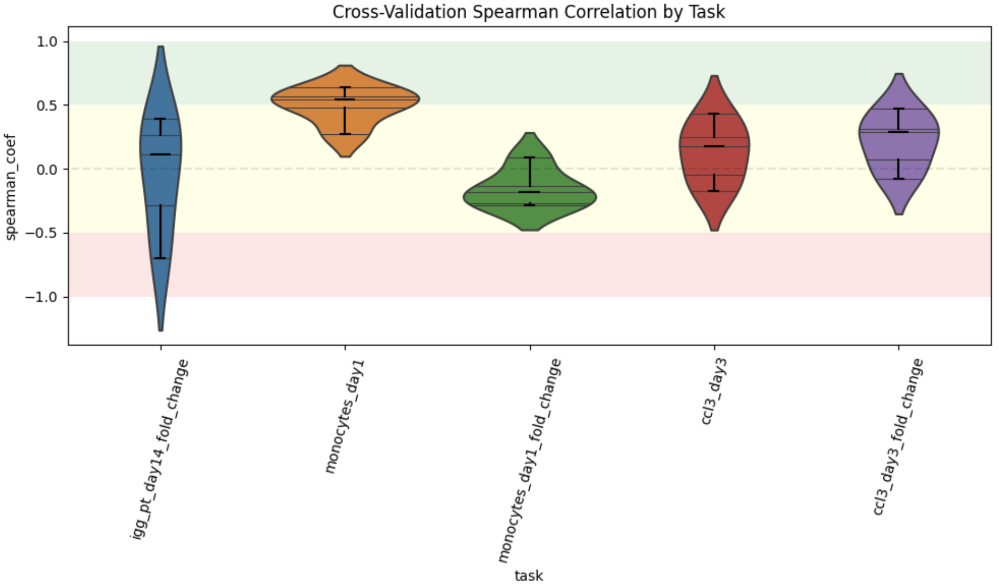 Cross-Validation Spearman Correlation by Task
1.0
0.5
0.0
−0.5
−1.0
spearman_coef
igg_pt_day14_fold_change
monocytes_day1
monocytes_day1_fold_change
ccl3_day3
ccl3_day3_fold_change
task